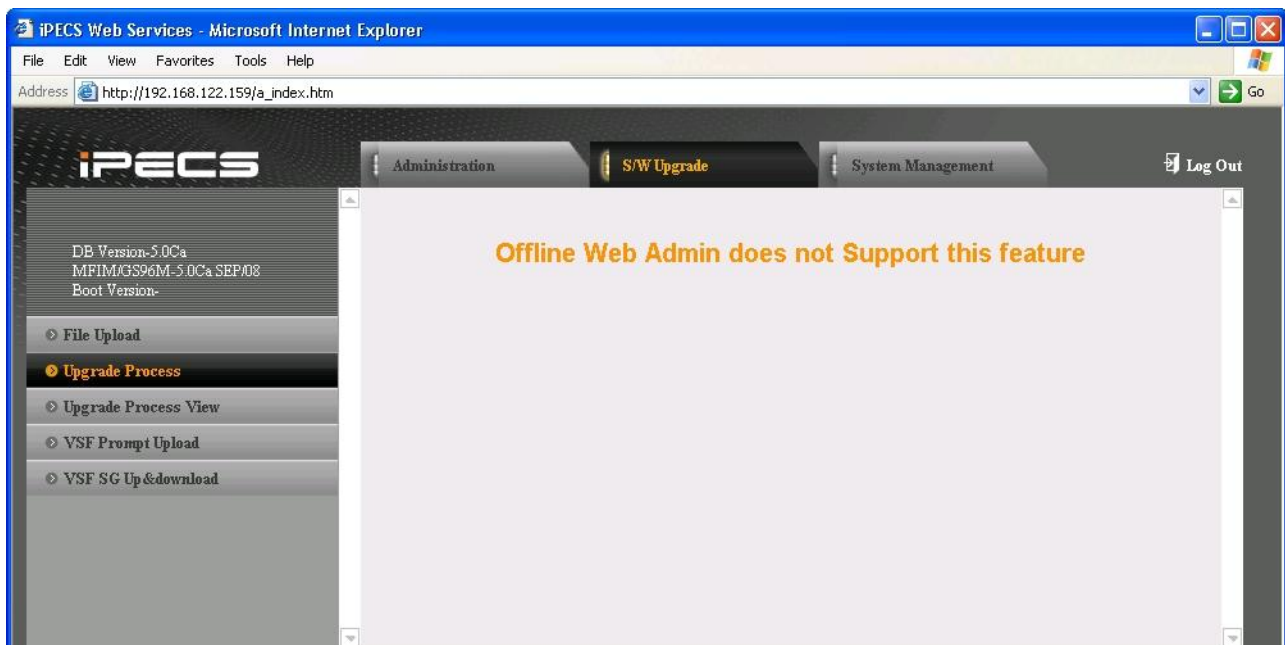 iPECS Web Services - Microsoft Internet Explorer
File Edit View Favorites Tools Help
Address http://192.168.122.159/a_index.htm Go
iPECS
Administration
S/W Upgrade
System Management
Log Out
DB Version-5.0Ca
MFIM/GS96M-5.0Ca SEP/08
Boot Version-
File Upload
Upgrade Process
Upgrade Process View
VSF Prompt Upload
VSF SG Up&download
Offline Web Admin does not Support this feature